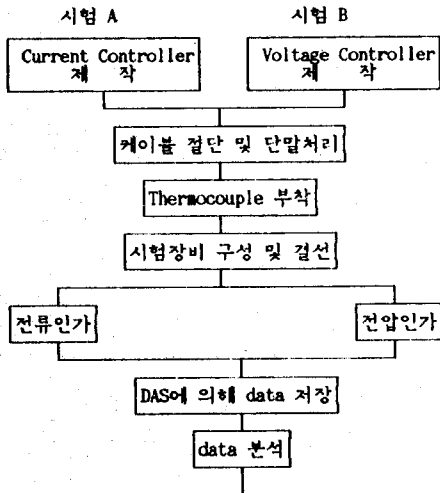 시험 A
시험 B
Current Controller
제 작
Voltage Controller
제 작
케이블 절단 및 단말처리
Thermocouple 부착
시험장비 구성 및 결선
전류인가
전압인가
DAS에 의해 data 저장
data 분석